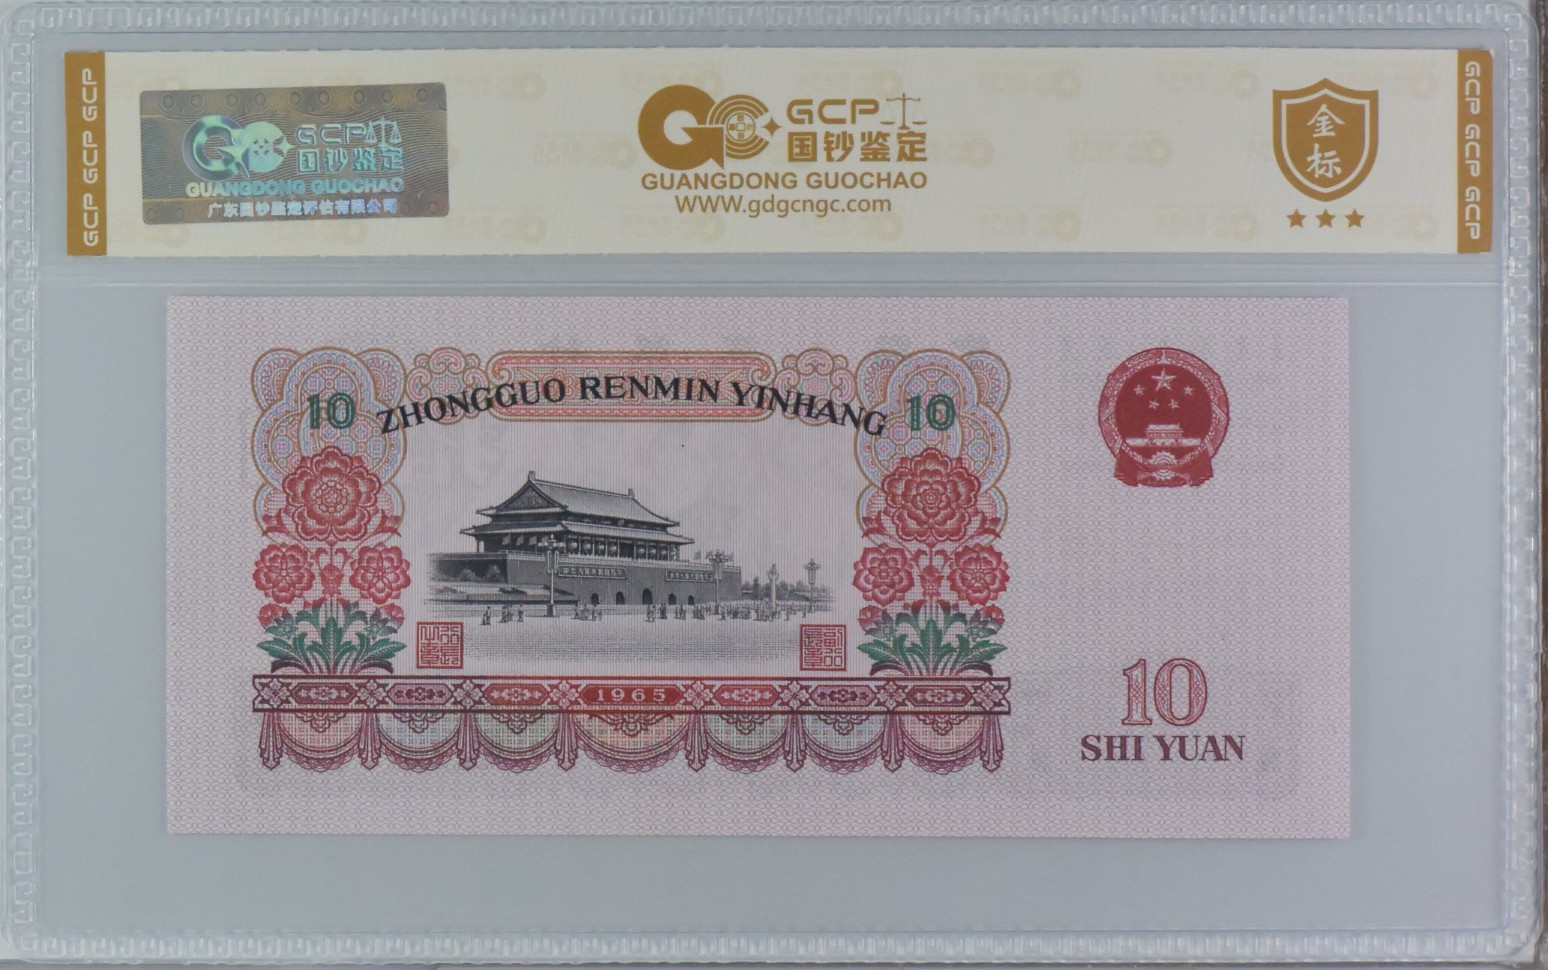 GCP GCP GCP
GCP
国钞鉴定
GUANGDONG GUOCHAO
广东国钞鉴定评估有限公司
GCP
国钞鉴定
GUANGDONG GUOCHAO
WWW.gdgcngc.com
金
标
GCP GCP GCP
10 ZHONGGUO RENMIN YINHANG 10
1965
10
SHI YUAN